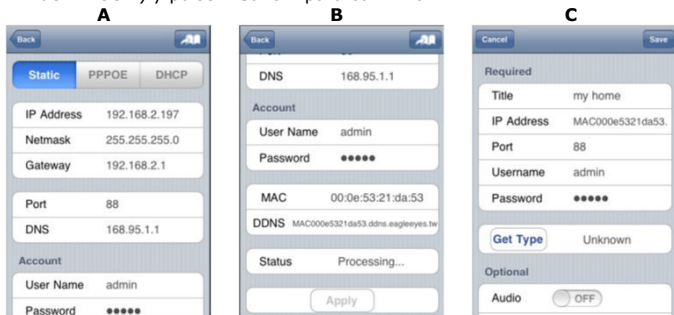 A
Back
Static PPPOE DHCP
IP Address 192.168.2.197
Netmask 255.255.255.0
Gateway 192.168.2.1
Port 88
DNS 168.95.1.1
Account
User Name admin
Password •••••
B
Back
DNS 168.95.1.1
Account
User Name admin
Password •••••
MAC 00:0e:53:21:da:53
DDNS MAC000e5321da53.ddns.eagleeyes.tw
Status Processing...
Apply
C
Cancel Save
Required
Title my home
IP Address MAC000e5321da53.
Port 88
Username admin
Password •••••
Get Type Unknown
Optional
Audio OFF